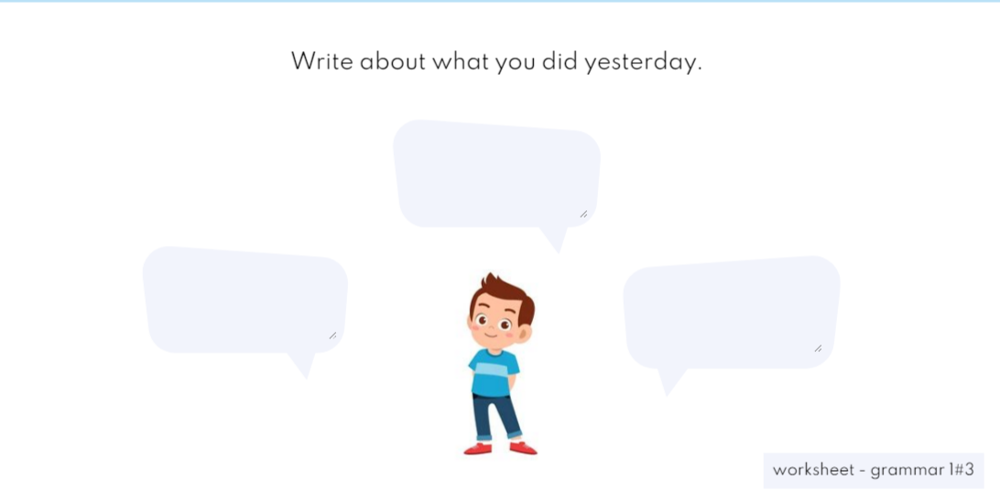 Write about what you did yesterday.
worksheet - grammar 1#3